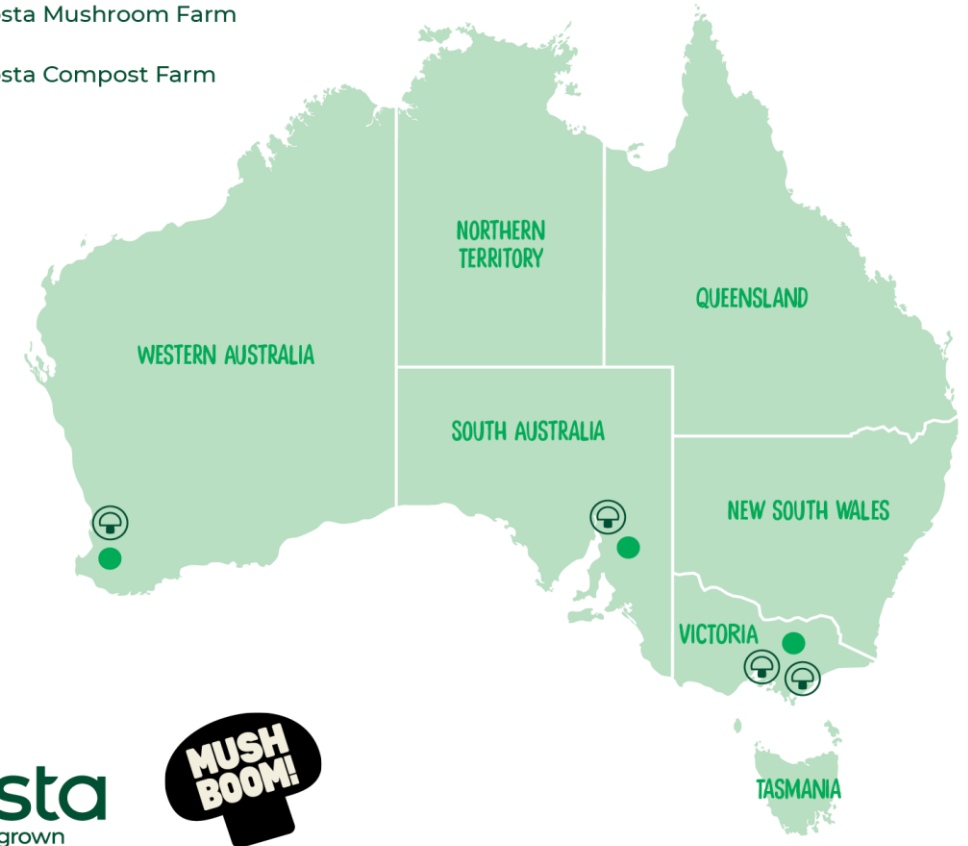 sta Mushroom Farm
sta Compost Farm
NORTHERN
TERRITORY
QUEENSLAND
WESTERN AUSTRALIA
SOUTH AUSTRALIA
NEW SOUTH WALES
VICTORIA
TASMANIA
MUSH
BOOM!
sta
grown